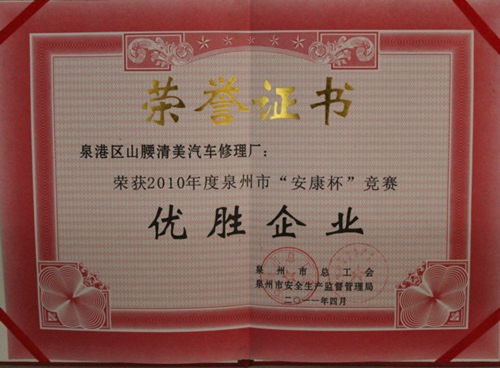 荣誉证书
泉港区山腰清美汽车修理厂：
荣获2010年度泉州市“安康杯”竞赛
优胜企业
泉州市总工会
泉州市安全生产监督管理局
二〇一一年四月